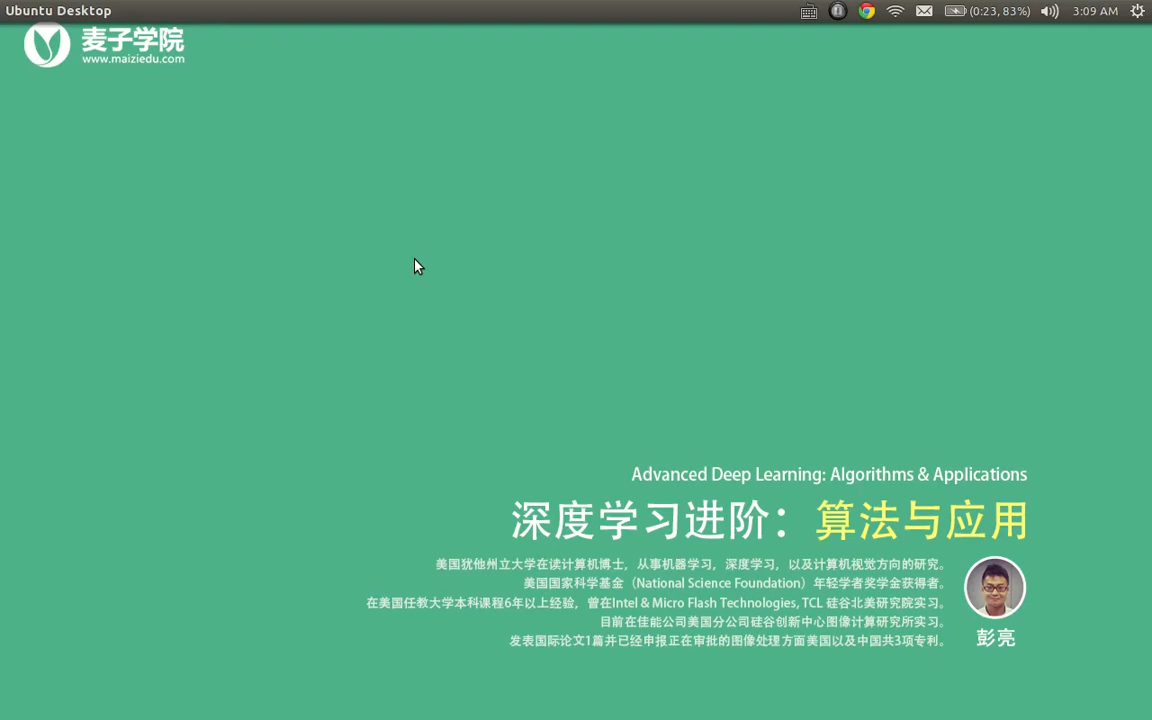 Ubuntu Desktop
(0:23, 83%)
3:09 AM
麦子学院
www.maiziedu.com
Advanced Deep Learning: Algorithms & Applications
深度学习进阶：算法与应用
美国犹他州立大学在读计算机博士，从事机器学习，深度学习，以及计算机视觉方向的研究。
美国国家科学基金（National Science Foundation）年轻学者奖学金获得者。
在美国任教大学本科课程6年以上经验，曾在Intel & Micro Flash Technologies, TCL 硅谷北美研究院实习。
目前在佳能公司美国分公司硅谷创新中心图像计算研究所实习。
发表国际论文1篇并已经申报正在审批的图像处理方面美国以及中国共3项专利。
彭亮